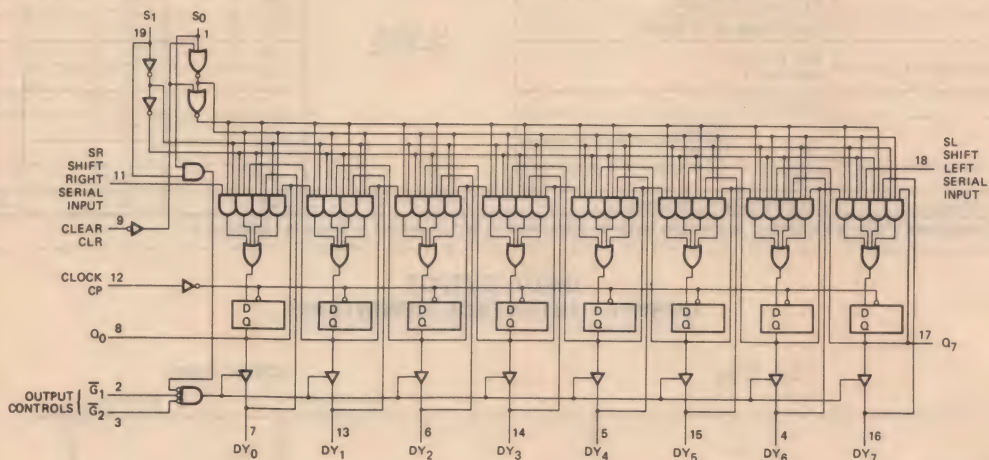 S1 S0
19 1
SR
SHIFT
RIGHT 11
SERIAL
INPUT
18 SL
SHIFT
LEFT
SERIAL
INPUT
CLEAR 9
CLR
CLOCK 12
CP
D D D D D D D D
Q Q Q Q Q Q Q Q
Q0 8
17 Q7
OUTPUT
CONTROLS
G̅1 2
G̅2
3
7 13 6 14 5 15 4 16
DY0 DY1 DY2 DY3 DY4 DY5 DY6 DY7